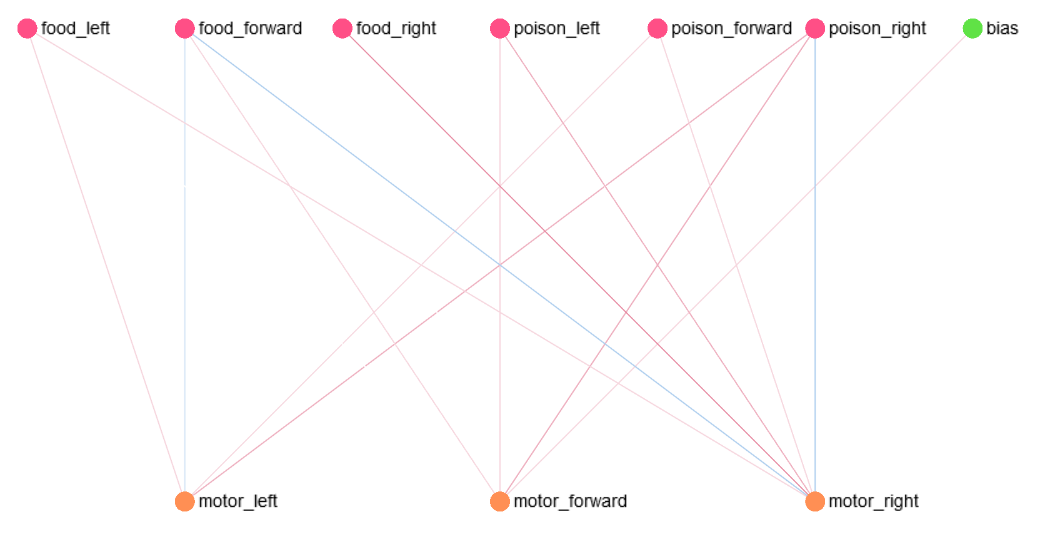 food_left
food_forward
food_right
poison_left
poison_forward
poison_right
bias
motor_left
motor_forward
motor_right